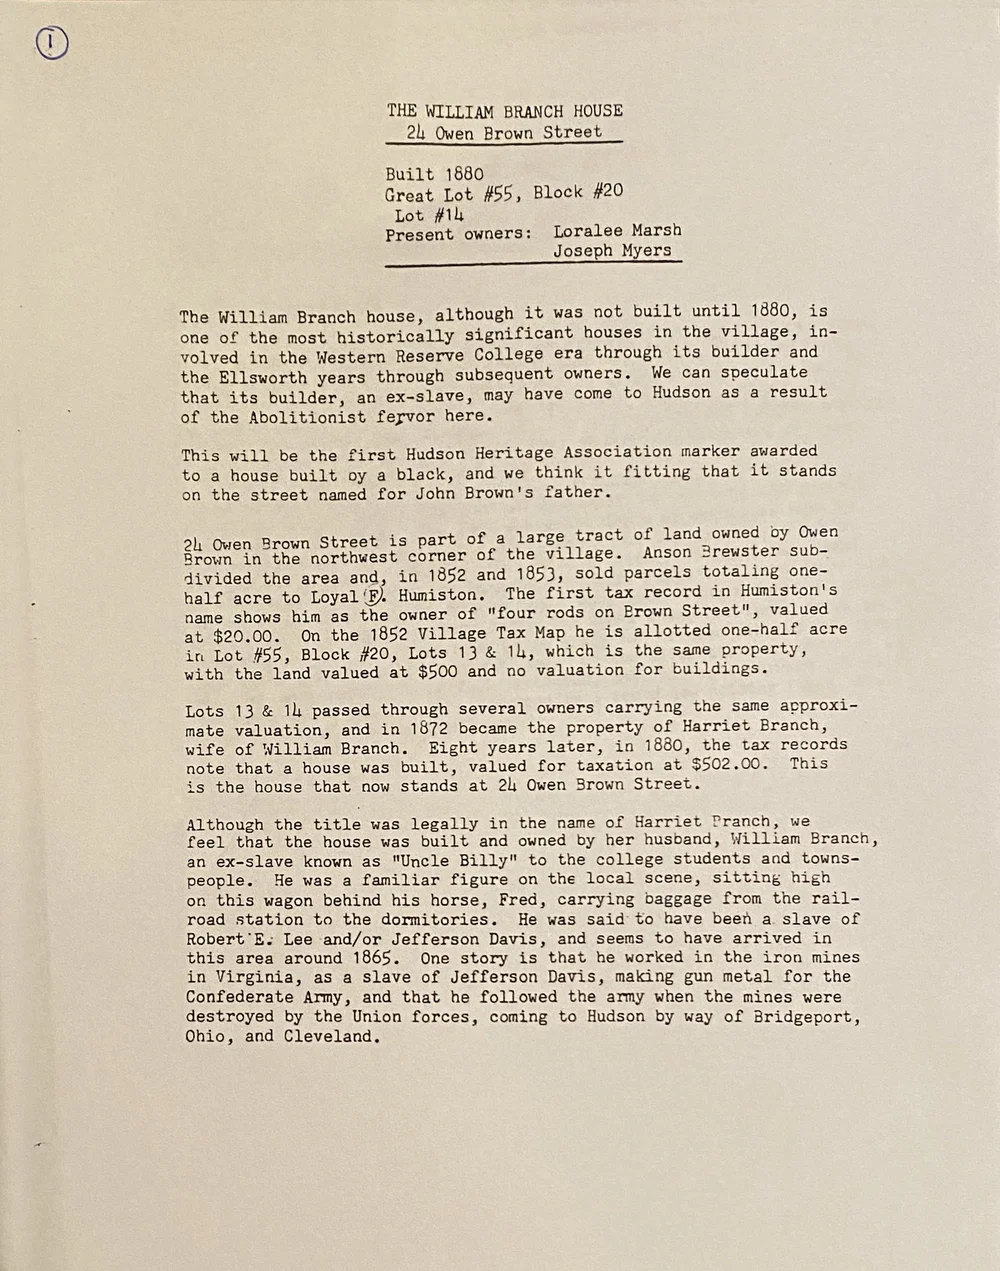 1
THE WILLIAM BRANCH HOUSE
24 Owen Brown Street
Built 1880
Great Lot #55, Block #20
Lot #14
Present owners: Loralee Marsh
Joseph Myers
The William Branch house, although it was not built until 1880, is
one of the most historically significant houses in the village, in-
volved in the Western Reserve College era through its builder and
the Ellsworth years through subsequent owners. We can speculate
that its builder, an ex-slave, may have come to Hudson as a result
of the Abolitionist fervor here.
This will be the first Hudson Heritage Association marker awarded
to a house built oy a black, and we think it fitting that it stands
on the street named for John Brown's father.
24 Owen Brown Street is part of a large tract of land owned by Owen
Brown in the northwest corner of the village. Anson Brewster sub-
divided the area and, in 1852 and 1853, sold parcels totaling one-
half acre to Loyal F. Humiston. The first tax record in Humiston's
name shows him as the owner of "four rods on Brown Street", valued
at $20.00. On the 1852 Village Tax Map he is allotted one-half acre
in Lot #55, Block #20, Lots 13 & 14, which is the same property,
with the land valued at $500 and no valuation for buildings.
Lots 13 & 14 passed through several owners carrying the same approxi-
mate valuation, and in 1872 became the property of Harriet Branch,
wife of William Branch. Eight years later, in 1880, the tax records
note that a house was built, valued for taxation at $502.00. This
is the house that now stands at 24 Owen Brown Street.
Although the title was legally in the name of Harriet Branch, we
feel that the house was built and owned by her husband, William Branch,
an ex-slave known as "Uncle Billy" to the college students and towns-
people. He was a familiar figure on the local scene, sitting high
on this wagon behind his horse, Fred, carrying baggage from the rail-
road station to the dormitories. He was said to have been a slave of
Robert E. Lee and/or Jefferson Davis, and seems to have arrived in
this area around 1865. One story is that he worked in the iron mines
in Virginia, as a slave of Jefferson Davis, making gun metal for the
Confederate Army, and that he followed the army when the mines were
destroyed by the Union forces, coming to Hudson by way of Bridgeport,
Ohio, and Cleveland.